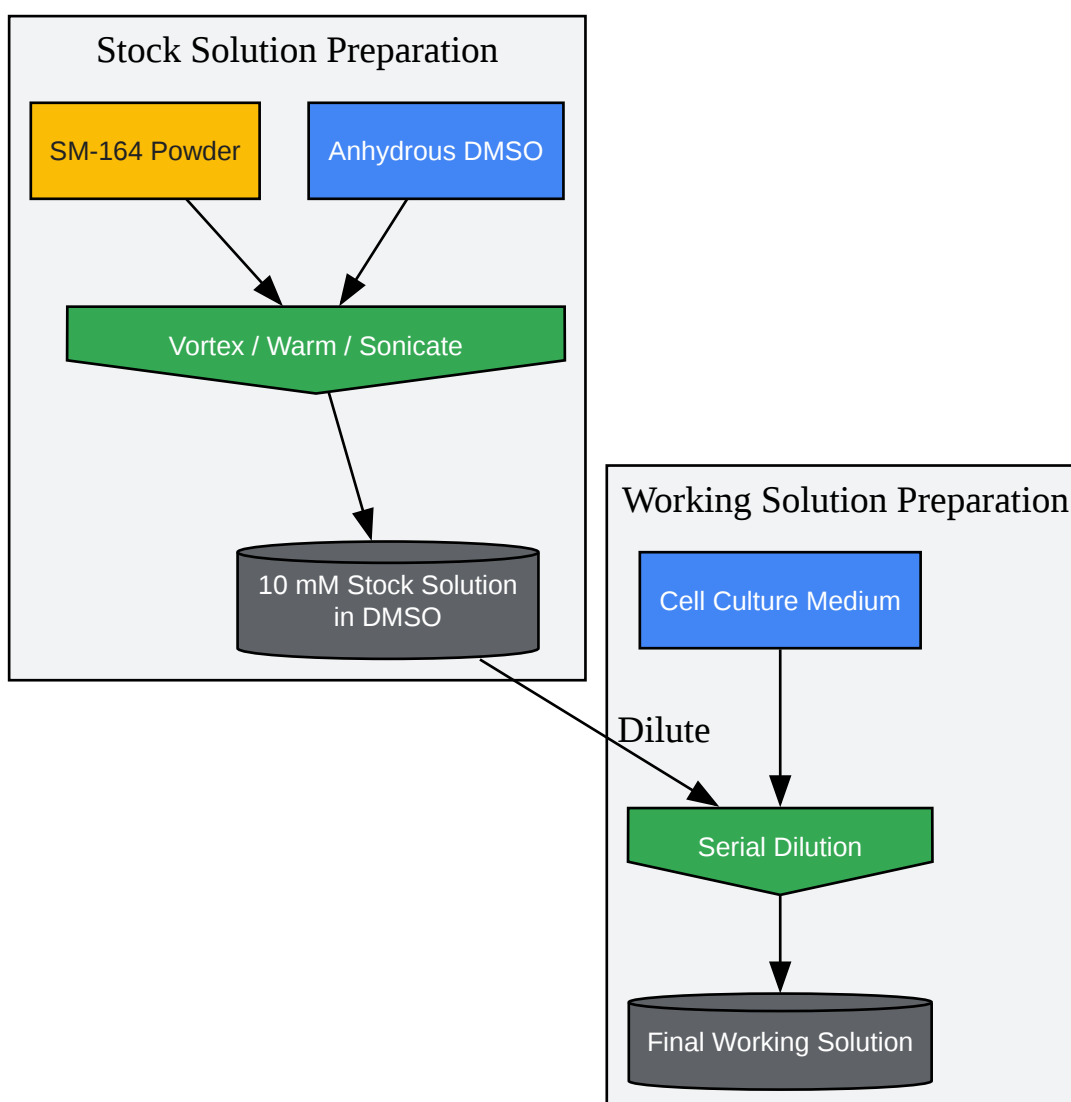 Stock Solution Preparation
SM-164 Powder
Anhydrous DMSO
Vortex / Warm / Sonicate
10 mM Stock Solution
in DMSO
Working Solution Preparation
Cell Culture Medium
Dilute
Serial Dilution
Final Working Solution